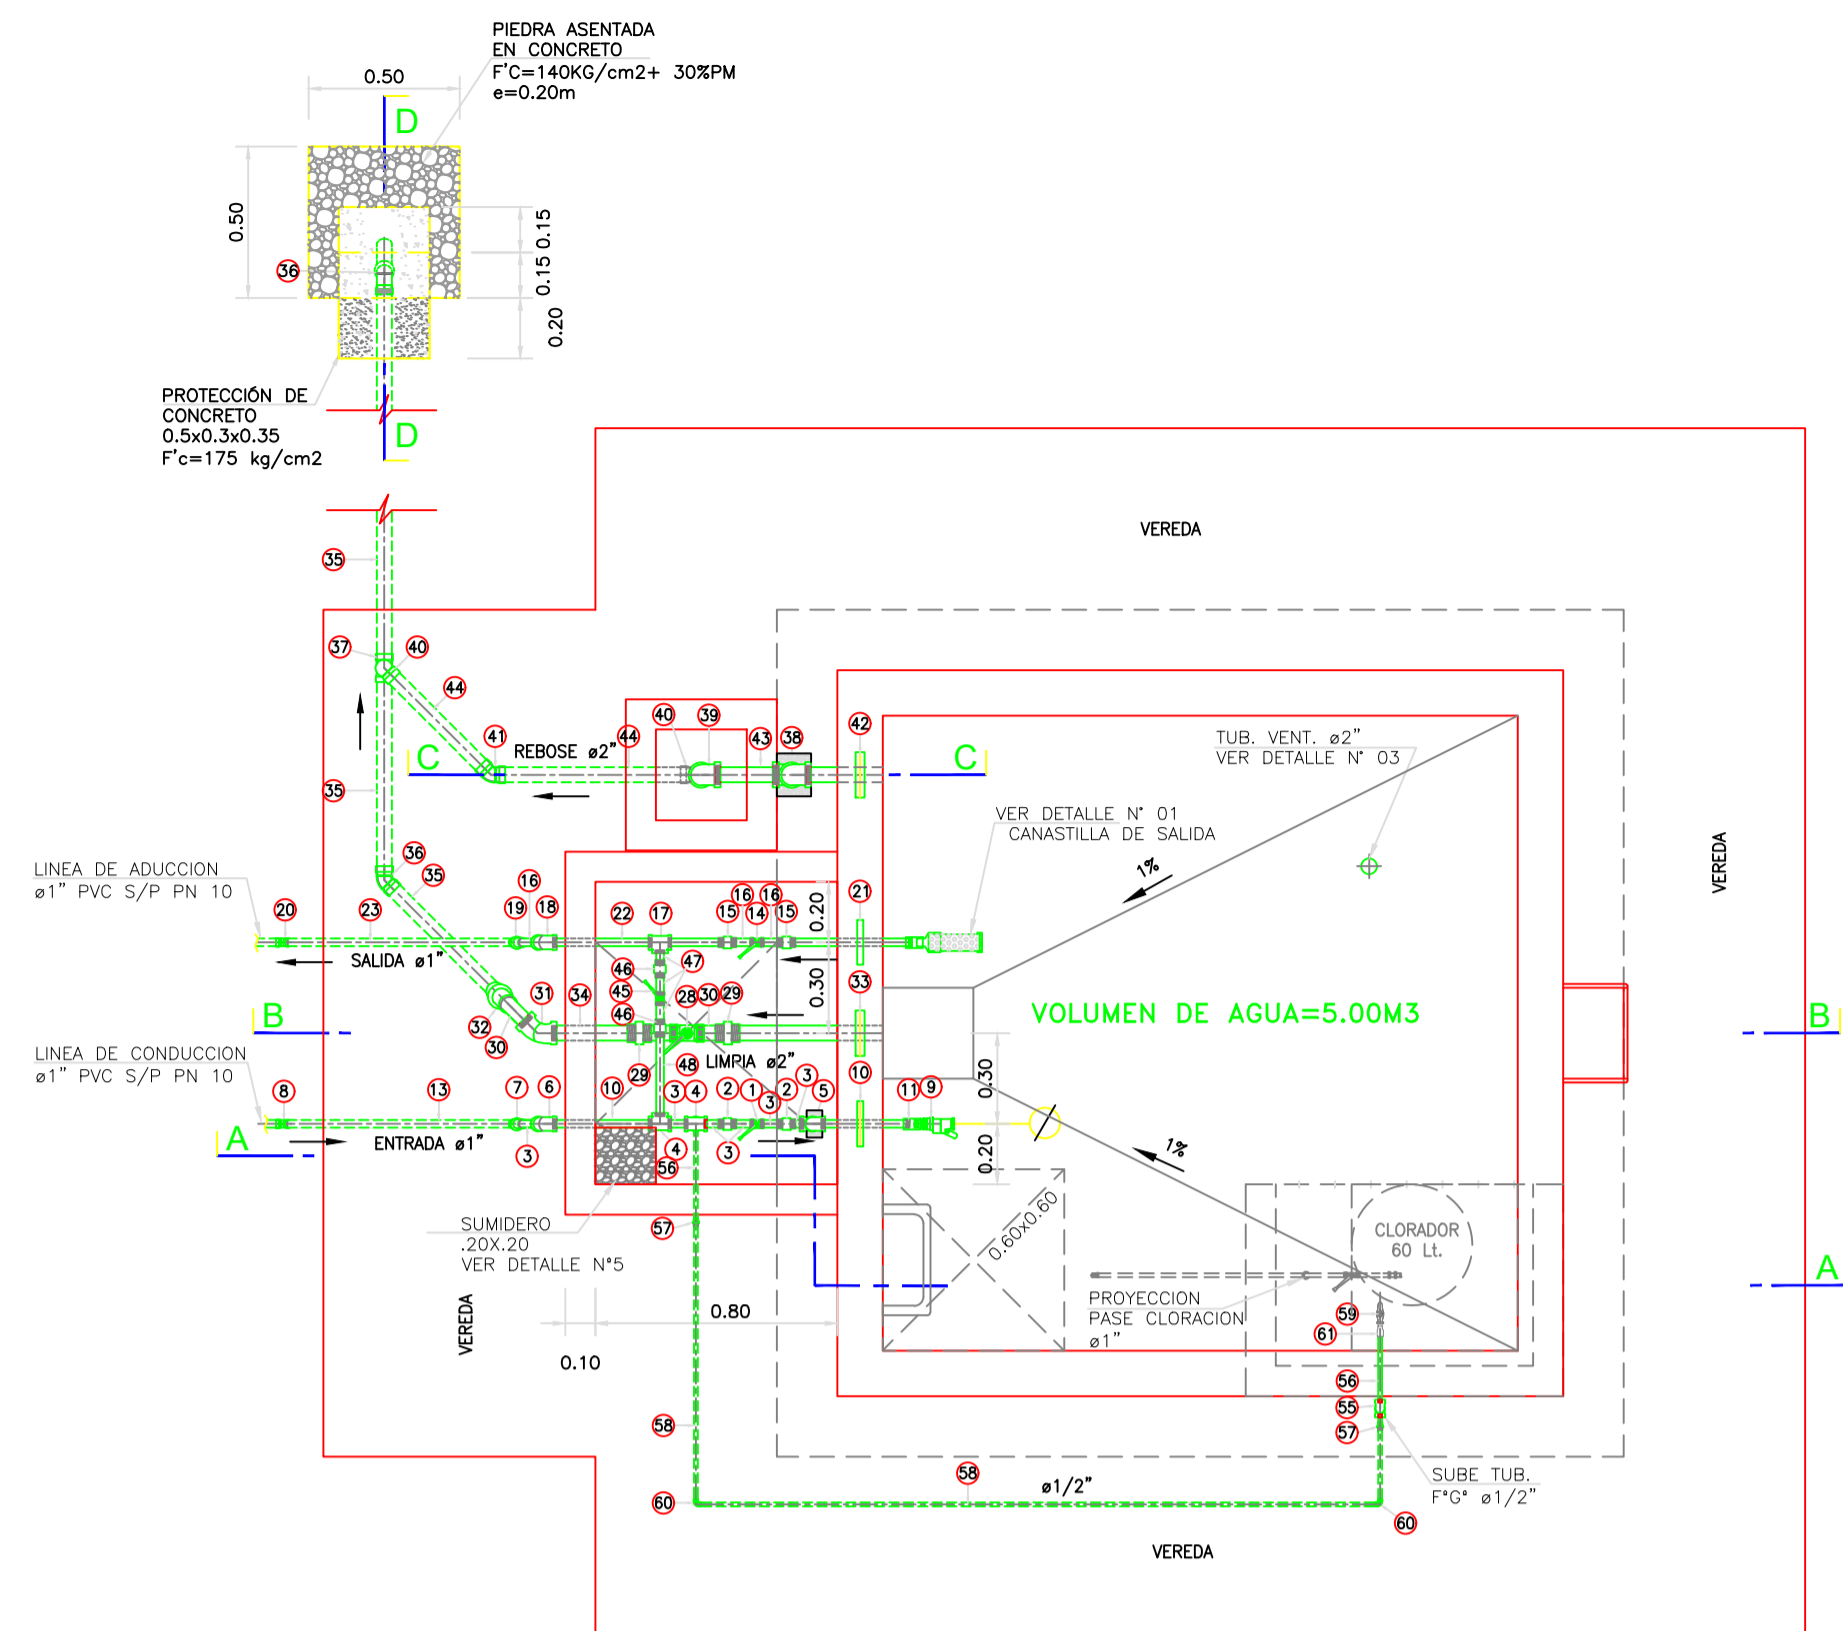 PIEDRA ASENTADA
EN CONCRETO
F'C=140KG/cm2+ 30%PM
e=0.20m
0.50
D
0.50
0.15
0.15
36
0.20
PROTECCIÓN DE
CONCRETO
0.5x0.3x0.35
F'c=175 kg/cm2
D
VEREDA
35
37
40
44
41
REBOSE ø2"
44
40
39
43
38
42
C
C
TUB. VENT. ø2"
VER DETALLE N° 03
35
VER DETALLE N° 01
CANASTILLA DE SALIDA
1%
VEREDA
36
35
LINEA DE ADUCCION
ø1" PVC S/P PN 10
20
23
19
16
18
22
17
15
16
14
16
15
0.20
21
SALIDA ø1"
46
47
45
46
28
30
29
0.30
33
31
34
32
30
B
VOLUMEN DE AGUA=5.00M3
B
LINEA DE CONDUCCION
ø1" PVC S/P PN 10
LIMPIA ø2"
29
48
8
13
7
6
10
3
4
2
1
3
2
3
5
10
11
9
0.30
ENTRADA ø1"
3
4
3
56
0.20
1%
A
SUMIDERO
.20X.20
VER DETALLE N°5
57
0.60x0.60
CLORADOR
60 Lt.
A
VEREDA
0.80
0.10
PROYECCION
PASE CLORACION
ø1"
59
61
56
55
57
58
58
ø1/2"
SUBE TUB.
F°G° ø1/2"
60
60
VEREDA